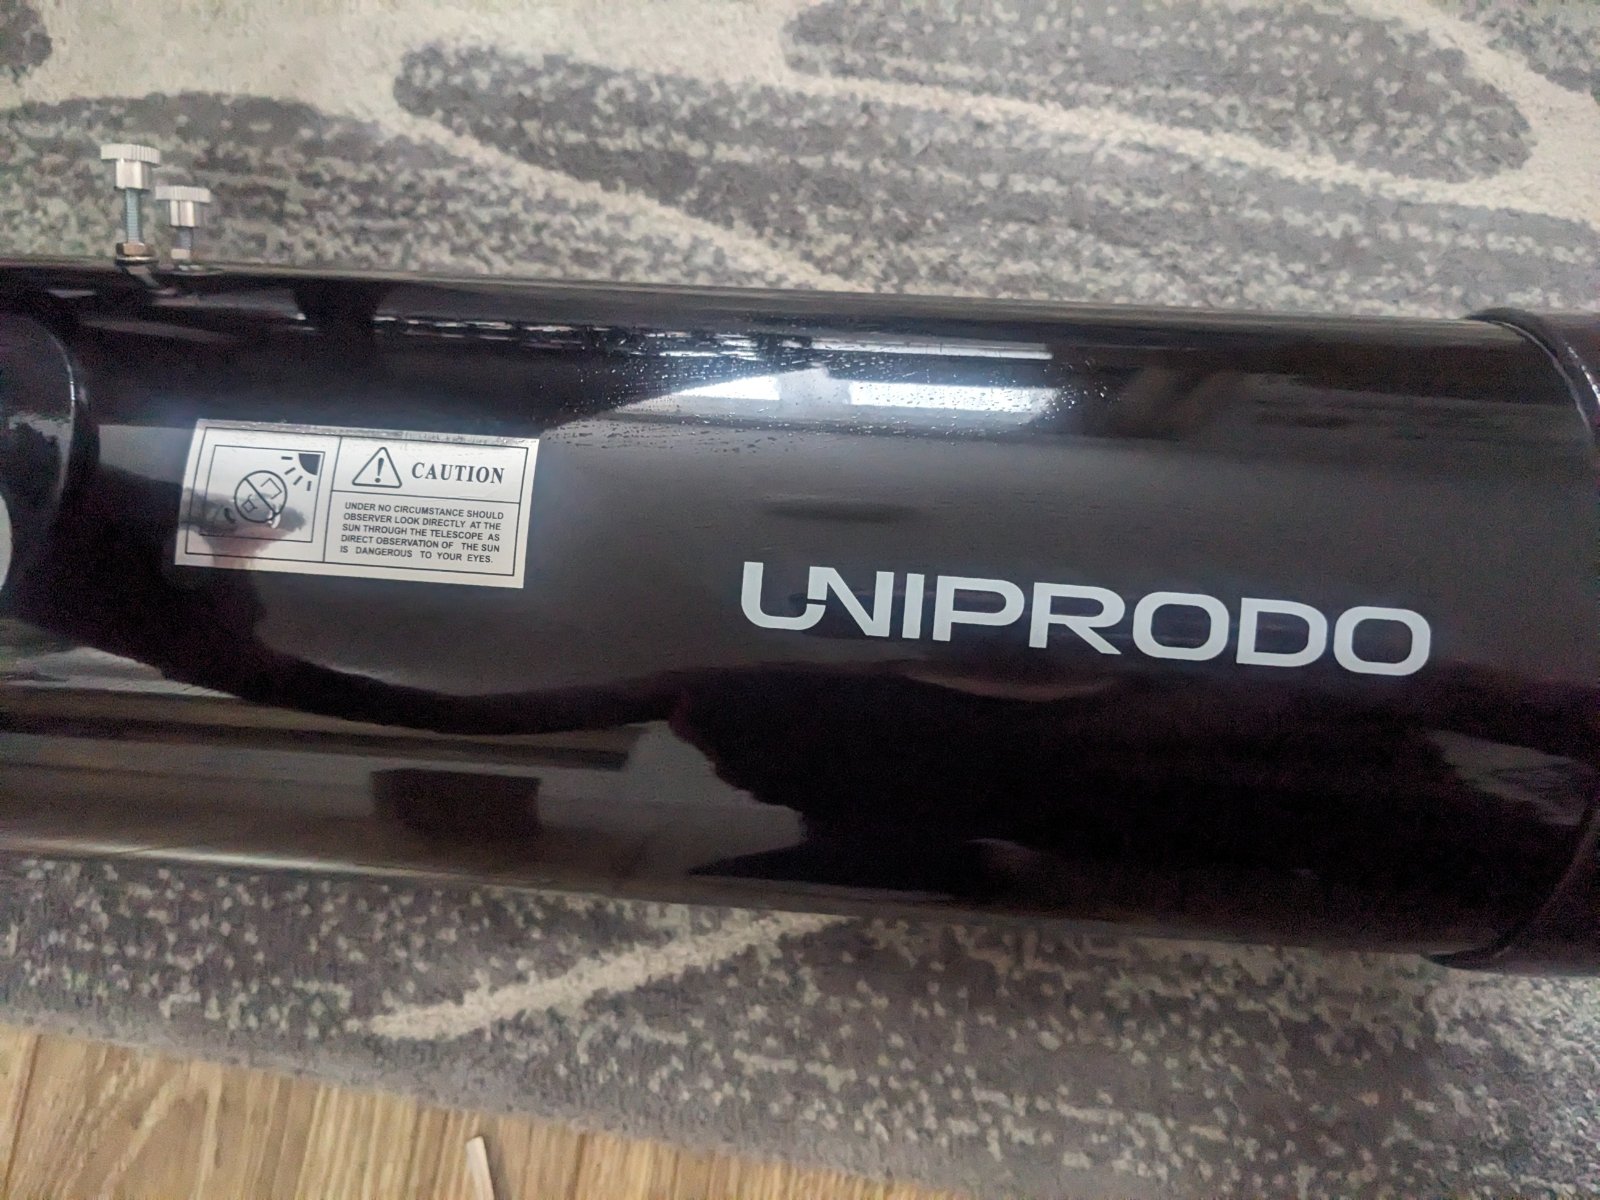 CAUTION
UNDER NO CIRCUMSTANCE SHOULD
OBSERVER LOOK DIRECTLY AT THE
SUN THROUGH THE TELESCOPE AS
DIRECT OBSERVATION OF THE SUN
IS DANGEROUS TO YOUR EYES.
UNIPRODO